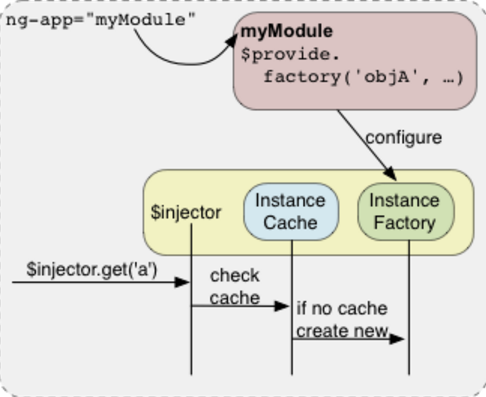 ng-app="myModule"
myModule
$provide.
factory('objA', …)
configure
$injector
Instance
Cache
Instance
Factory
$injector.get('a')
check
cache
if no cache
create new